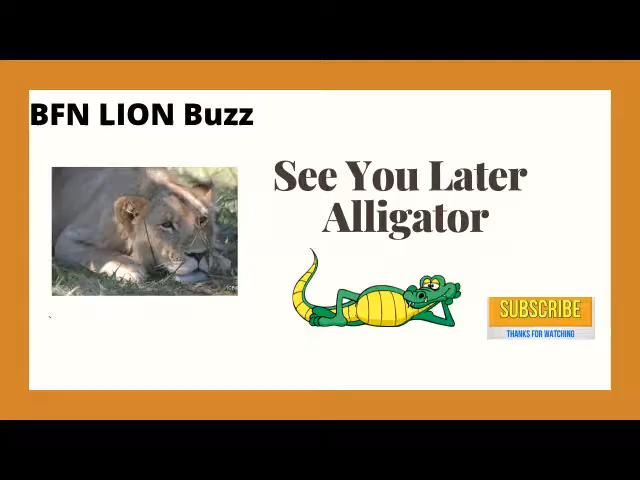 BFN LION Buzz
See You Later
Alligator
SUBSCRIBE
THANKS FOR WATCHING